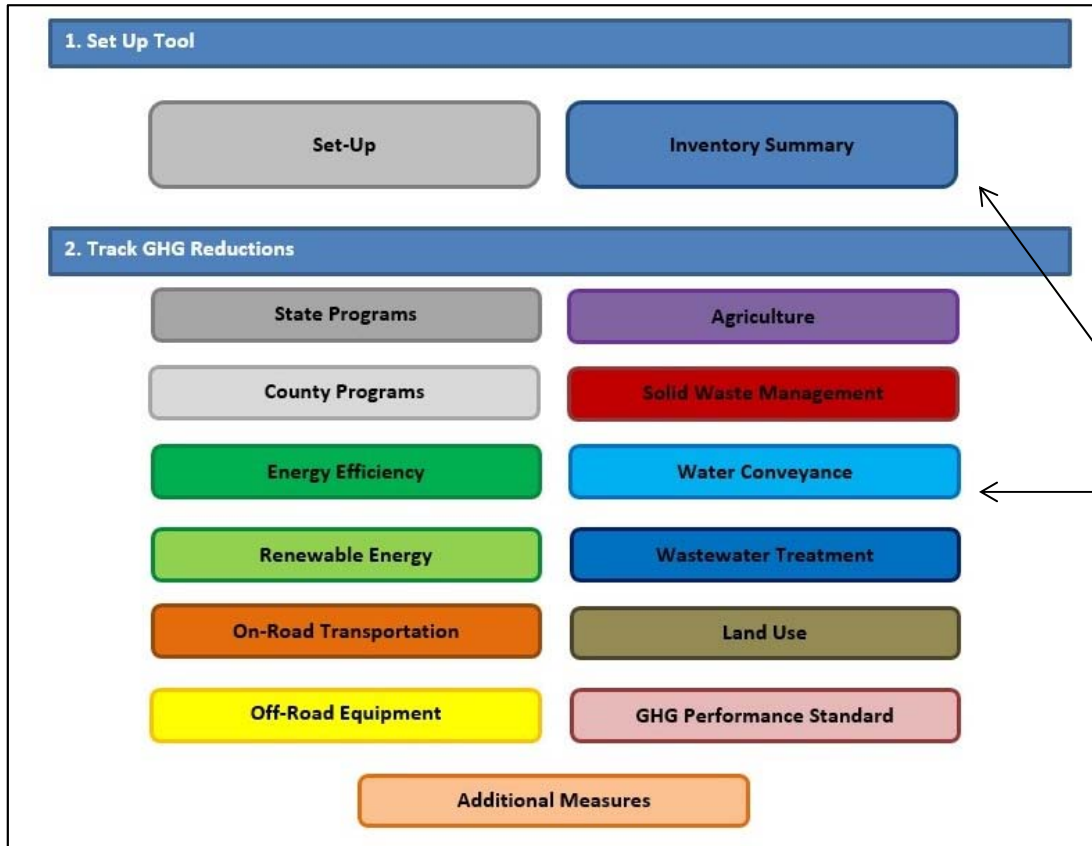 1. Set Up Tool
Set-Up
Inventory Summary
2. Track GHG Reductions
State Programs
Agriculture
County Programs
Solid Waste Management
Energy Efficiency
Water Conveyance
Renewable Energy
Wastewater Treatment
On-Road Transportation
Land Use
Off-Road Equipment
GHG Performance Standard
Additional Measures